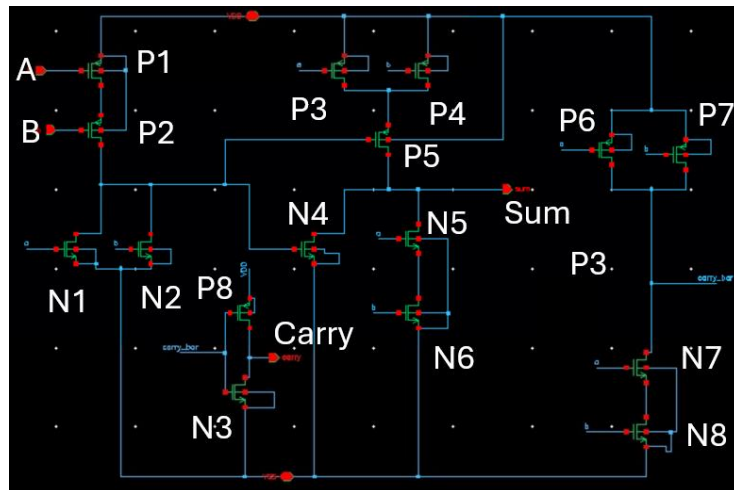 VDD
A
P1
a
b
P3
P4
B
P2
P5
P6
P7
a
b
N4
sum
Sum
N5
a
b
a
N1
N2
P8
VDD
P3
carry_bar
b
Carry
carry
carry_bar
N6
N3
a
N7
b
N8
VSS